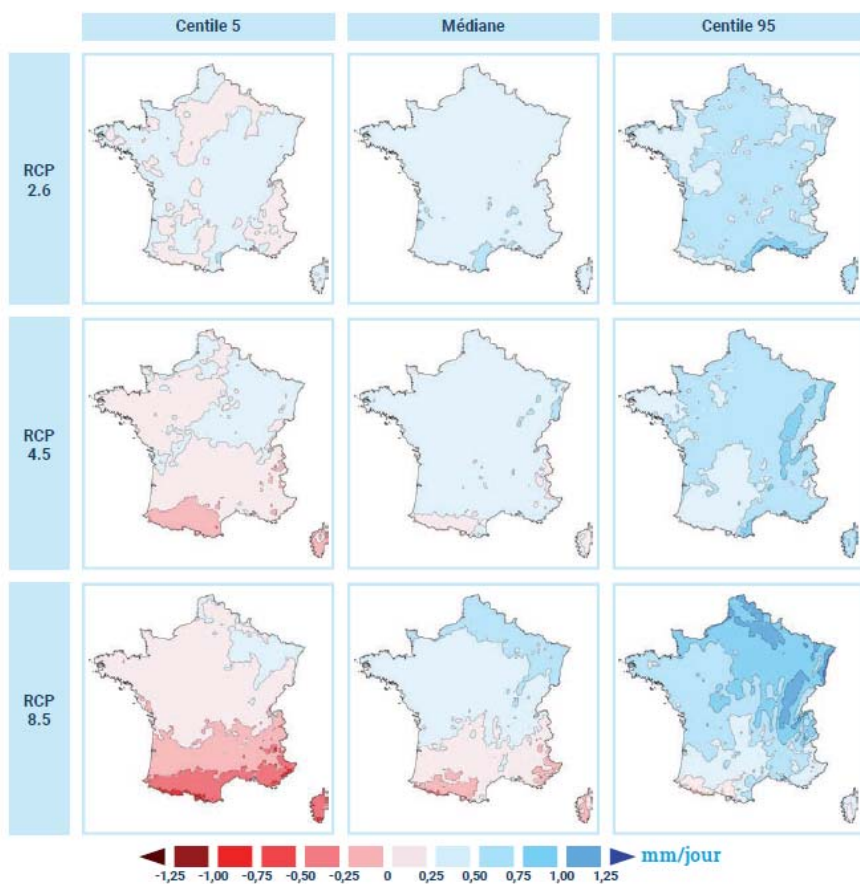 Centile 5 Médiane Centile 95
RCP
2.6
RCP
4.5
RCP
8.5
mm/jour
-1,25 -1,00 -0,75 -0,50 -0,25 0 0,25 0,50 0,75 1,00 1,25